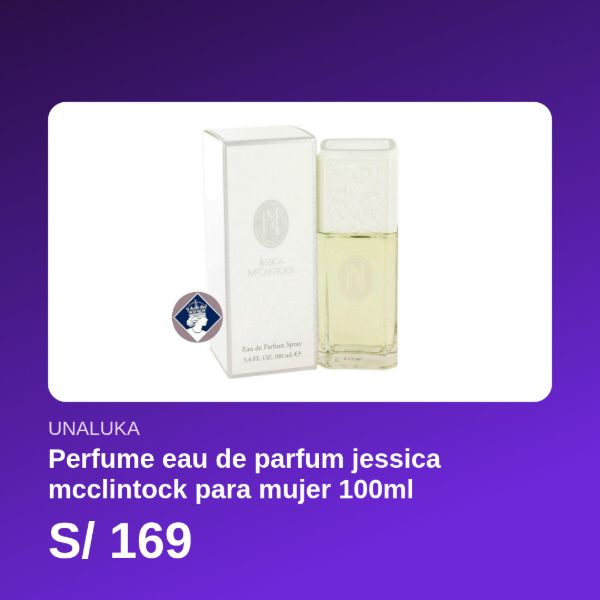 JESSICA
McCLINTOCK
Eau de Parfum Spray
3.4 FL. OZ. 100 ml. ℮
UNALUKA
Perfume eau de parfum jessica
mcclintock para mujer 100ml
S/ 169